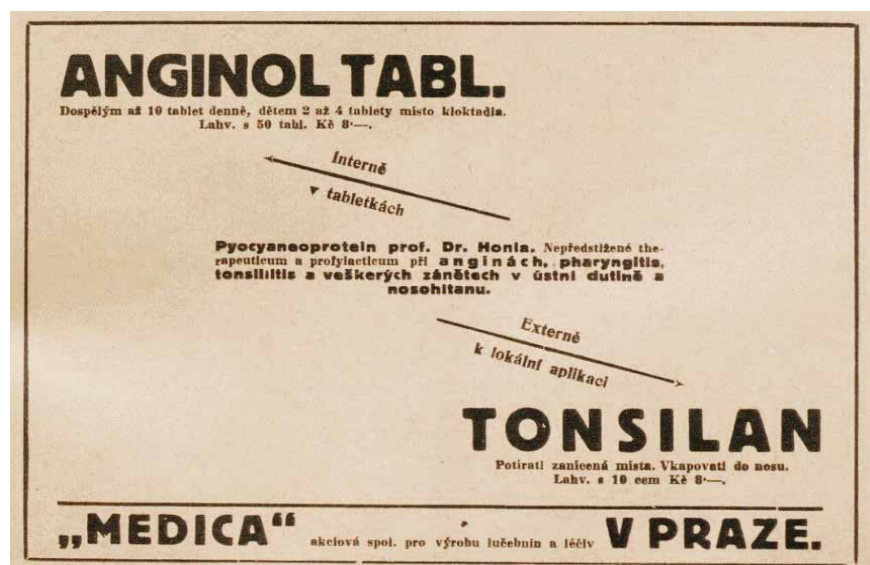 ANGINOL TABL.
Dospělým až 10 tablet denně, dětem 2 až 4 tablety místo kloktadla.
Lahv. s 50 tabl. Kč 8·—.
Interně
v tabletkách
Pyocyaneoprotein prof. Dr. Honla. Nepředstižené the-
rapeuticum a profylacticum při anginách, pharyngitis,
tonsilitis a veškerých zánětech v ústní dutině a
nosohltanu.
Externě
k lokální aplikaci
TONSILAN
Potírati zanícená místa. Vkapovati do nosu.
Lahv. s 10 ccm Kč 8·—.
„MEDICA“ akciová spol. pro výrobu lučebnin a léčiv V PRAZE.